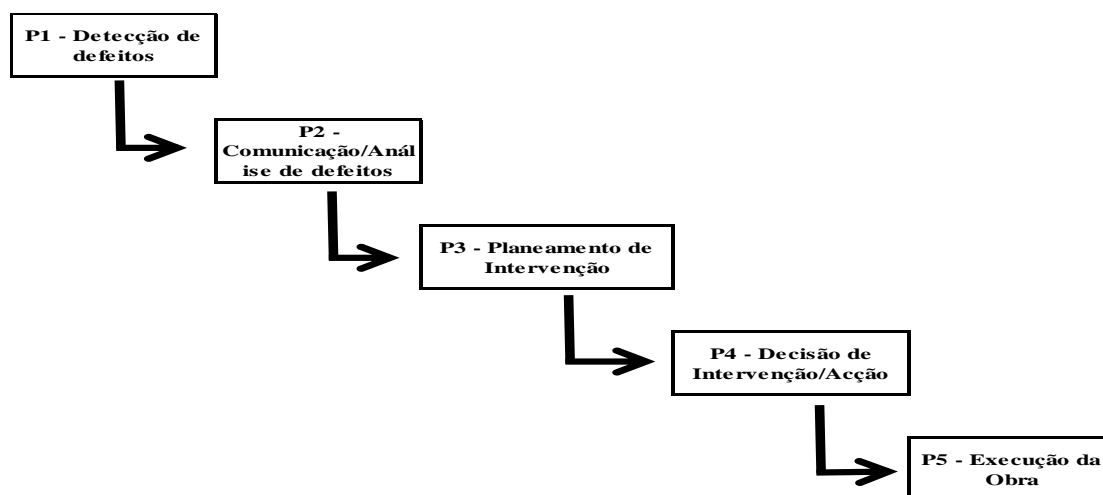 P1 - Detecção de
defeitos
P2 -
Comunicação/Anál
ise de defeitos
P3 - Planeamento de
Intervenção
P4 - Decisão de
Intervenção/Acção
P5 - Execução da
Obra